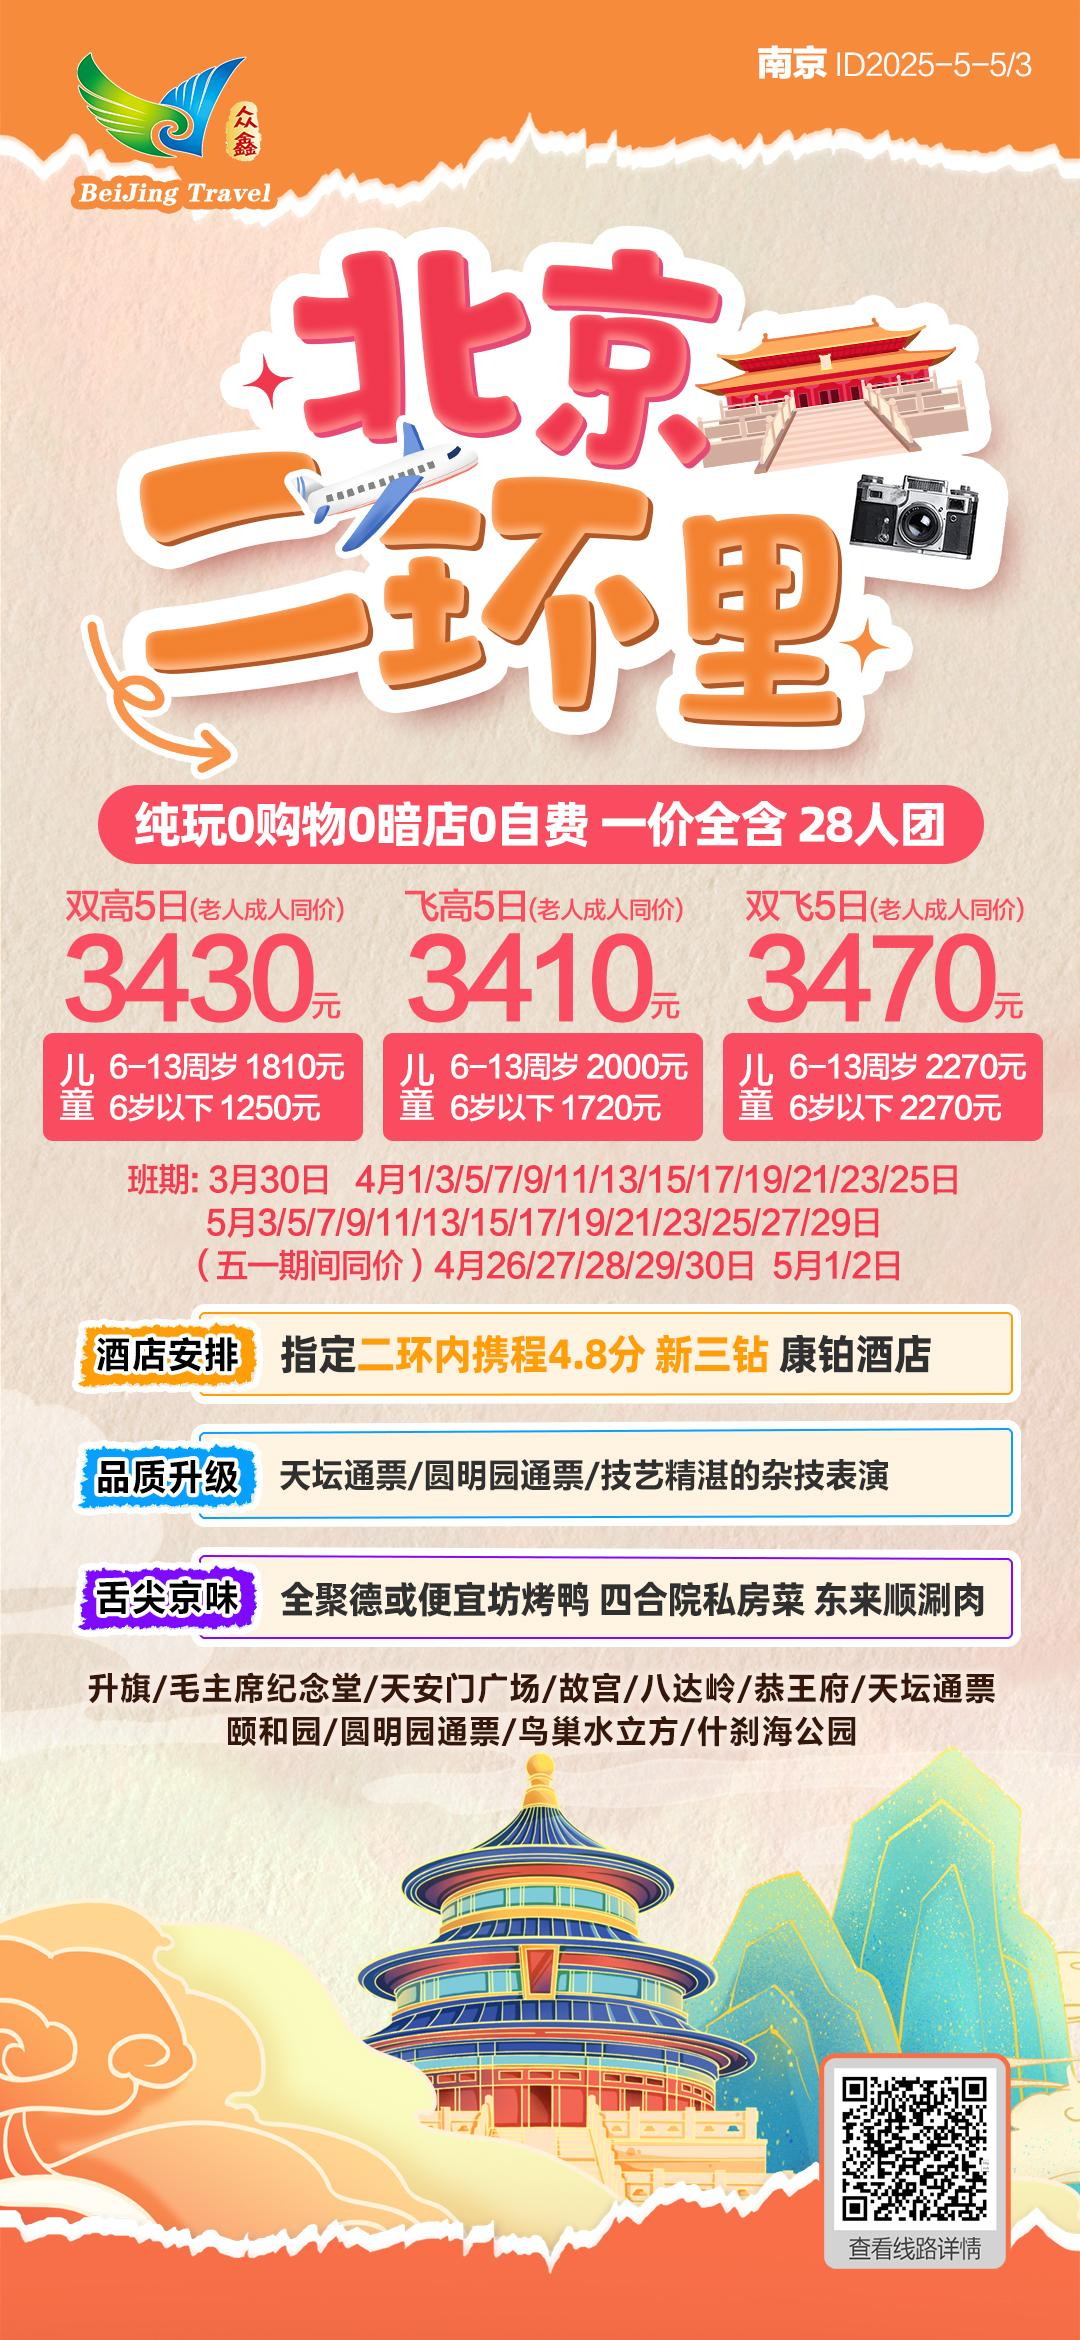 南京 ID2025-5-5/3
众鑫
BeiJing Travel
北京
二环里
纯玩0购物0暗店0自费 一价全含 28人团
双高5日(老人成人同价)
3430元
儿童 6-13周岁 1810元
6岁以下 1250元
飞高5日(老人成人同价)
3410元
儿童 6-13周岁 2000元
6岁以下 1720元
双飞5日(老人成人同价)
3470元
儿童 6-13周岁 2270元
6岁以下 2270元
班期: 3月30日 4月1/3/5/7/9/11/13/15/17/19/21/23/25日
5月3/5/7/9/11/13/15/17/19/21/23/25/27/29日
（五一期间同价）4月26/27/28/29/30日 5月1/2日
酒店安排 指定二环内携程4.8分 新三钻 康铂酒店
品质升级 天坛通票/圆明园通票/技艺精湛的杂技表演
舌尖京味 全聚德或便宜坊烤鸭 四合院私房菜 东来顺涮肉
升旗/毛主席纪念堂/天安门广场/故宫/八达岭/恭王府/天坛通票
颐和园/圆明园通票/鸟巢水立方/什刹海公园
查看线路详情